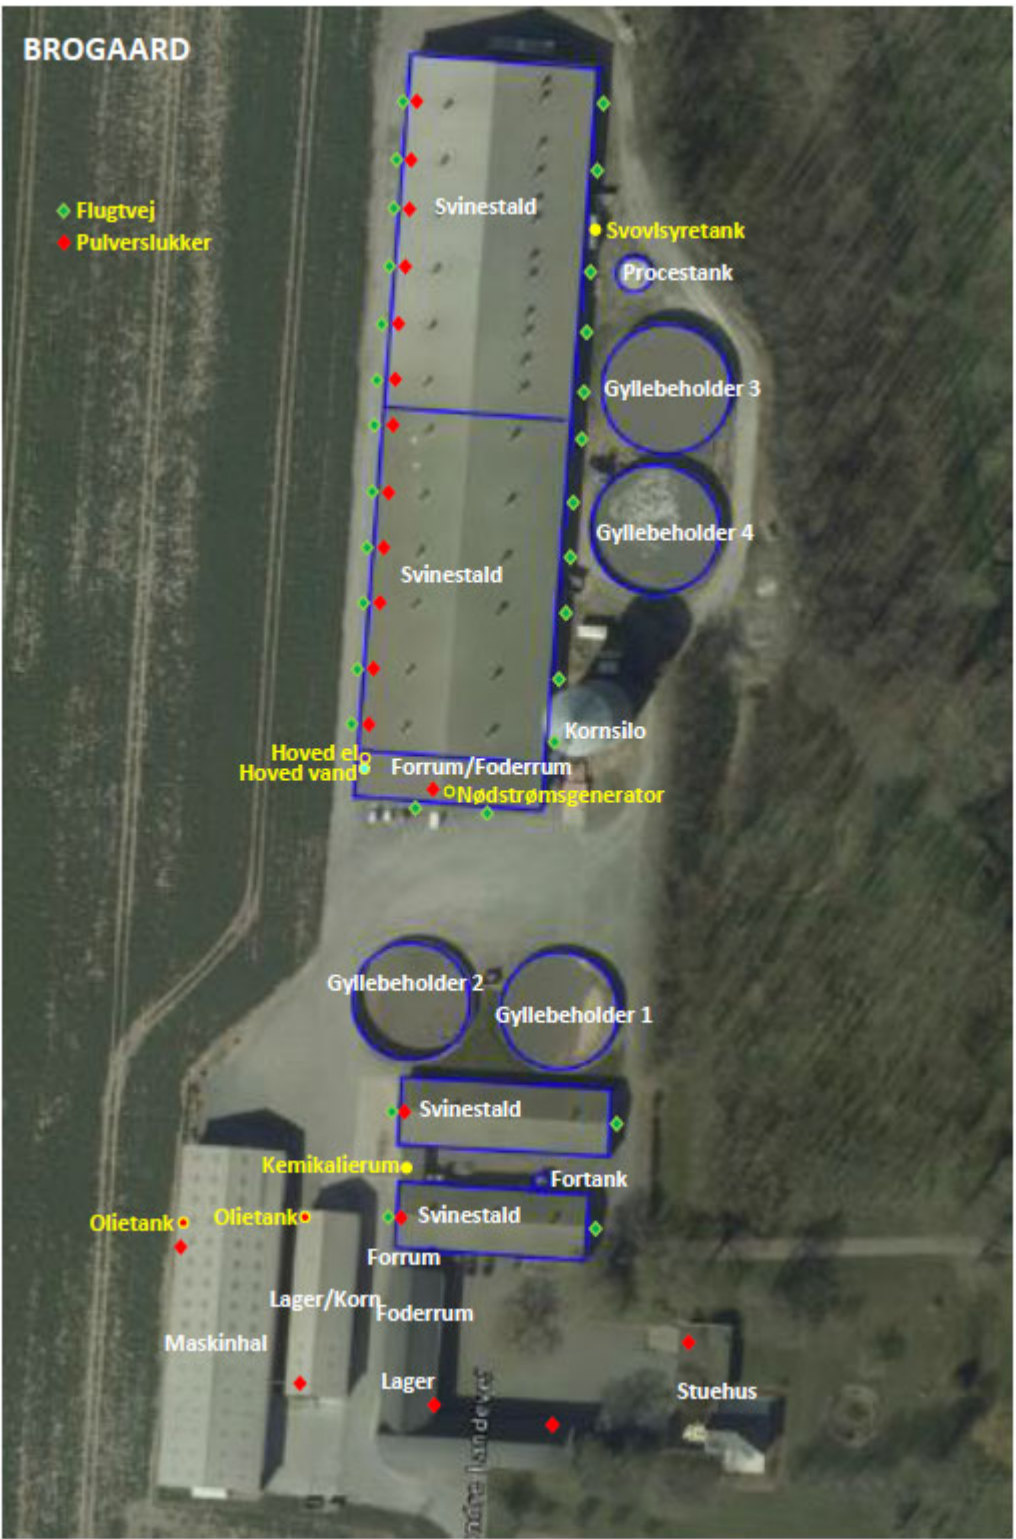 BROGAARD
Flugtvej
Pulverslukker
Svinestald
Svovlsyretank
Procestank
Gyllebeholder 3
Gyllebeholder 4
Svinestald
Kornsilo
Hoved el
Hoved vand
Forrum/Foderrum
Nødstrømsgenerator
Gyllebeholder 2
Gyllebeholder 1
Svinestald
Kemikalierum
Fortank
Svinestald
Olietank
Olietank
Forrum
Lager/Korn
Foderrum
Maskinhal
Lager
Stuehus